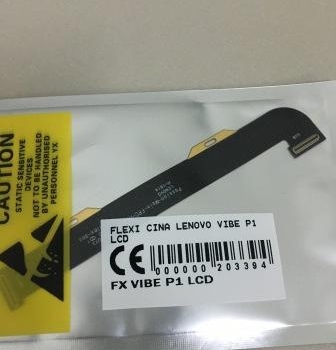 CAUTION
STATIC SENSITIVE
DEVICES
NOT TO BE HANDLED
BY UNAUTHORISED
PERSONNEL
FLEXI CINA LENOVO VIBE P1
LCD
CE
000000 203394
FX VIBE P1 LCD